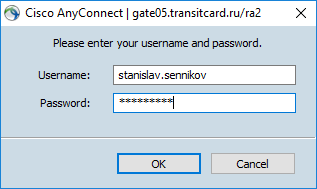 Cisco AnyConnect | gate05.transitcard.ru/ra2
Please enter your username and password.
Username: stanislav.sennikov
Password: *********
OK Cancel